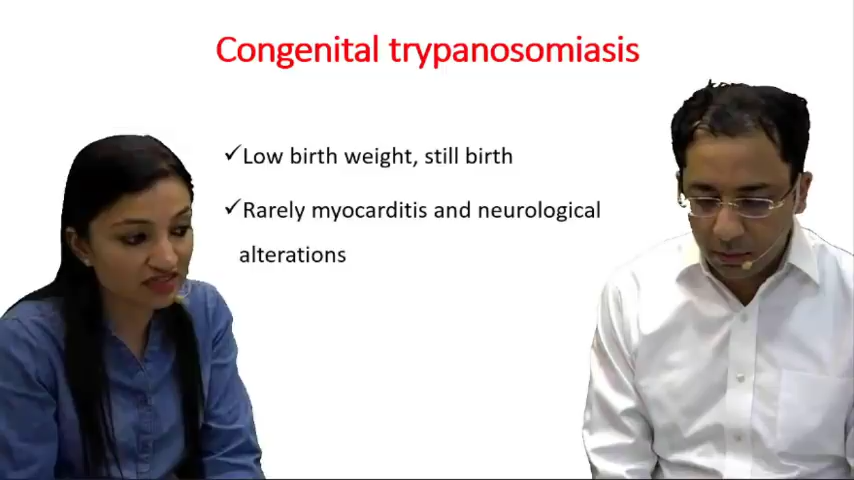 Congenital trypanosomiasis
✓Low birth weight, still birth
✓Rarely myocarditis and neurological
alterations